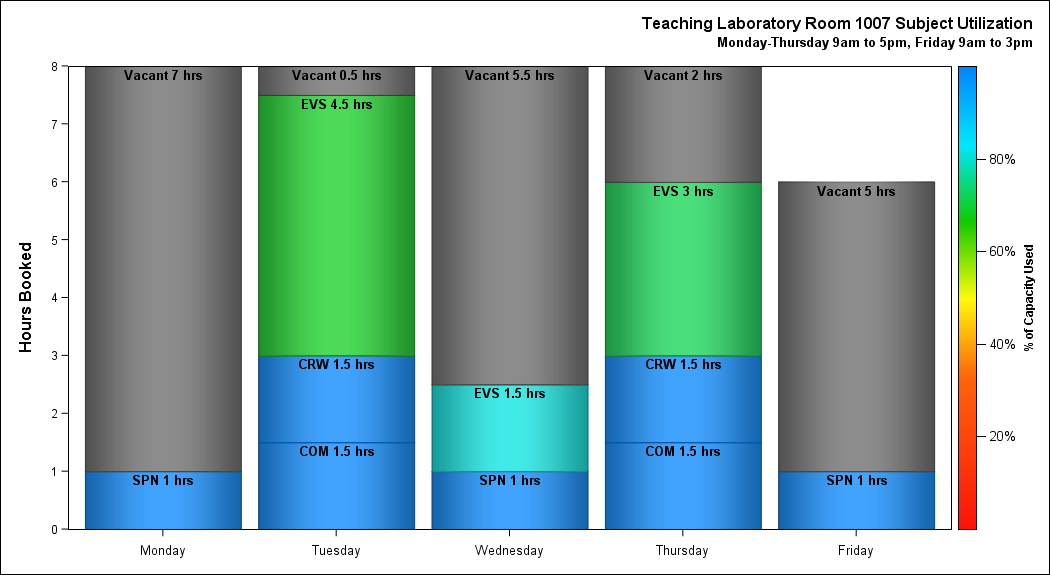 Teaching Laboratory Room 1007 Subject Utilization
Monday-Thursday 9am to 5pm, Friday 9am to 3pm
Hours Booked
8
7
6
5
4
3
2
1
0
Vacant 7 hrs
SPN 1 hrs
Vacant 0.5 hrs
EVS 4.5 hrs
CRW 1.5 hrs
COM 1.5 hrs
Vacant 5.5 hrs
EVS 1.5 hrs
SPN 1 hrs
Vacant 2 hrs
EVS 3 hrs
CRW 1.5 hrs
COM 1.5 hrs
Vacant 5 hrs
SPN 1 hrs
Monday
Tuesday
Wednesday
Thursday
Friday
80%
60%
40%
20%
% of Capacity Used